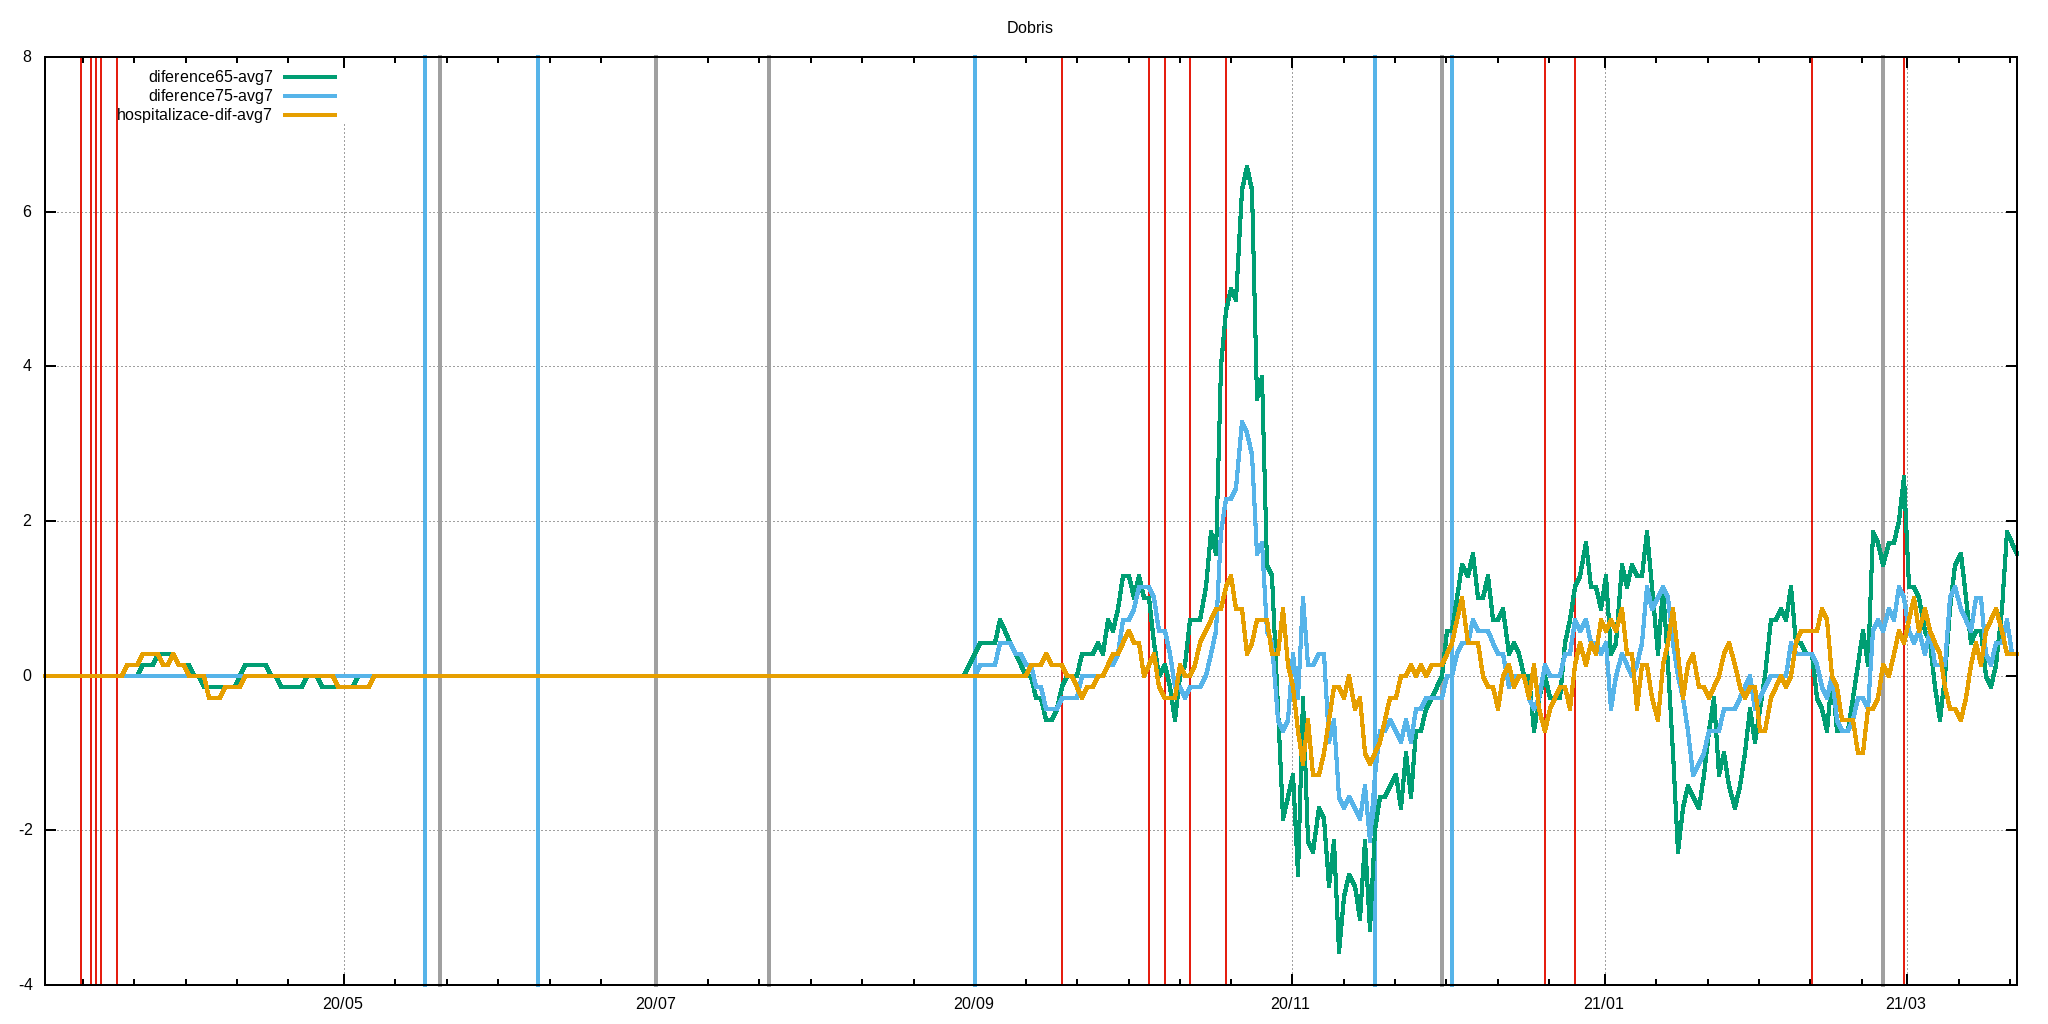 Dobris
8
diference65-avg7
diference75-avg7
hospitalizace-dif-avg7
6
4
2
0
-2
-4
20/05 20/07 20/09 20/11 21/01 21/03